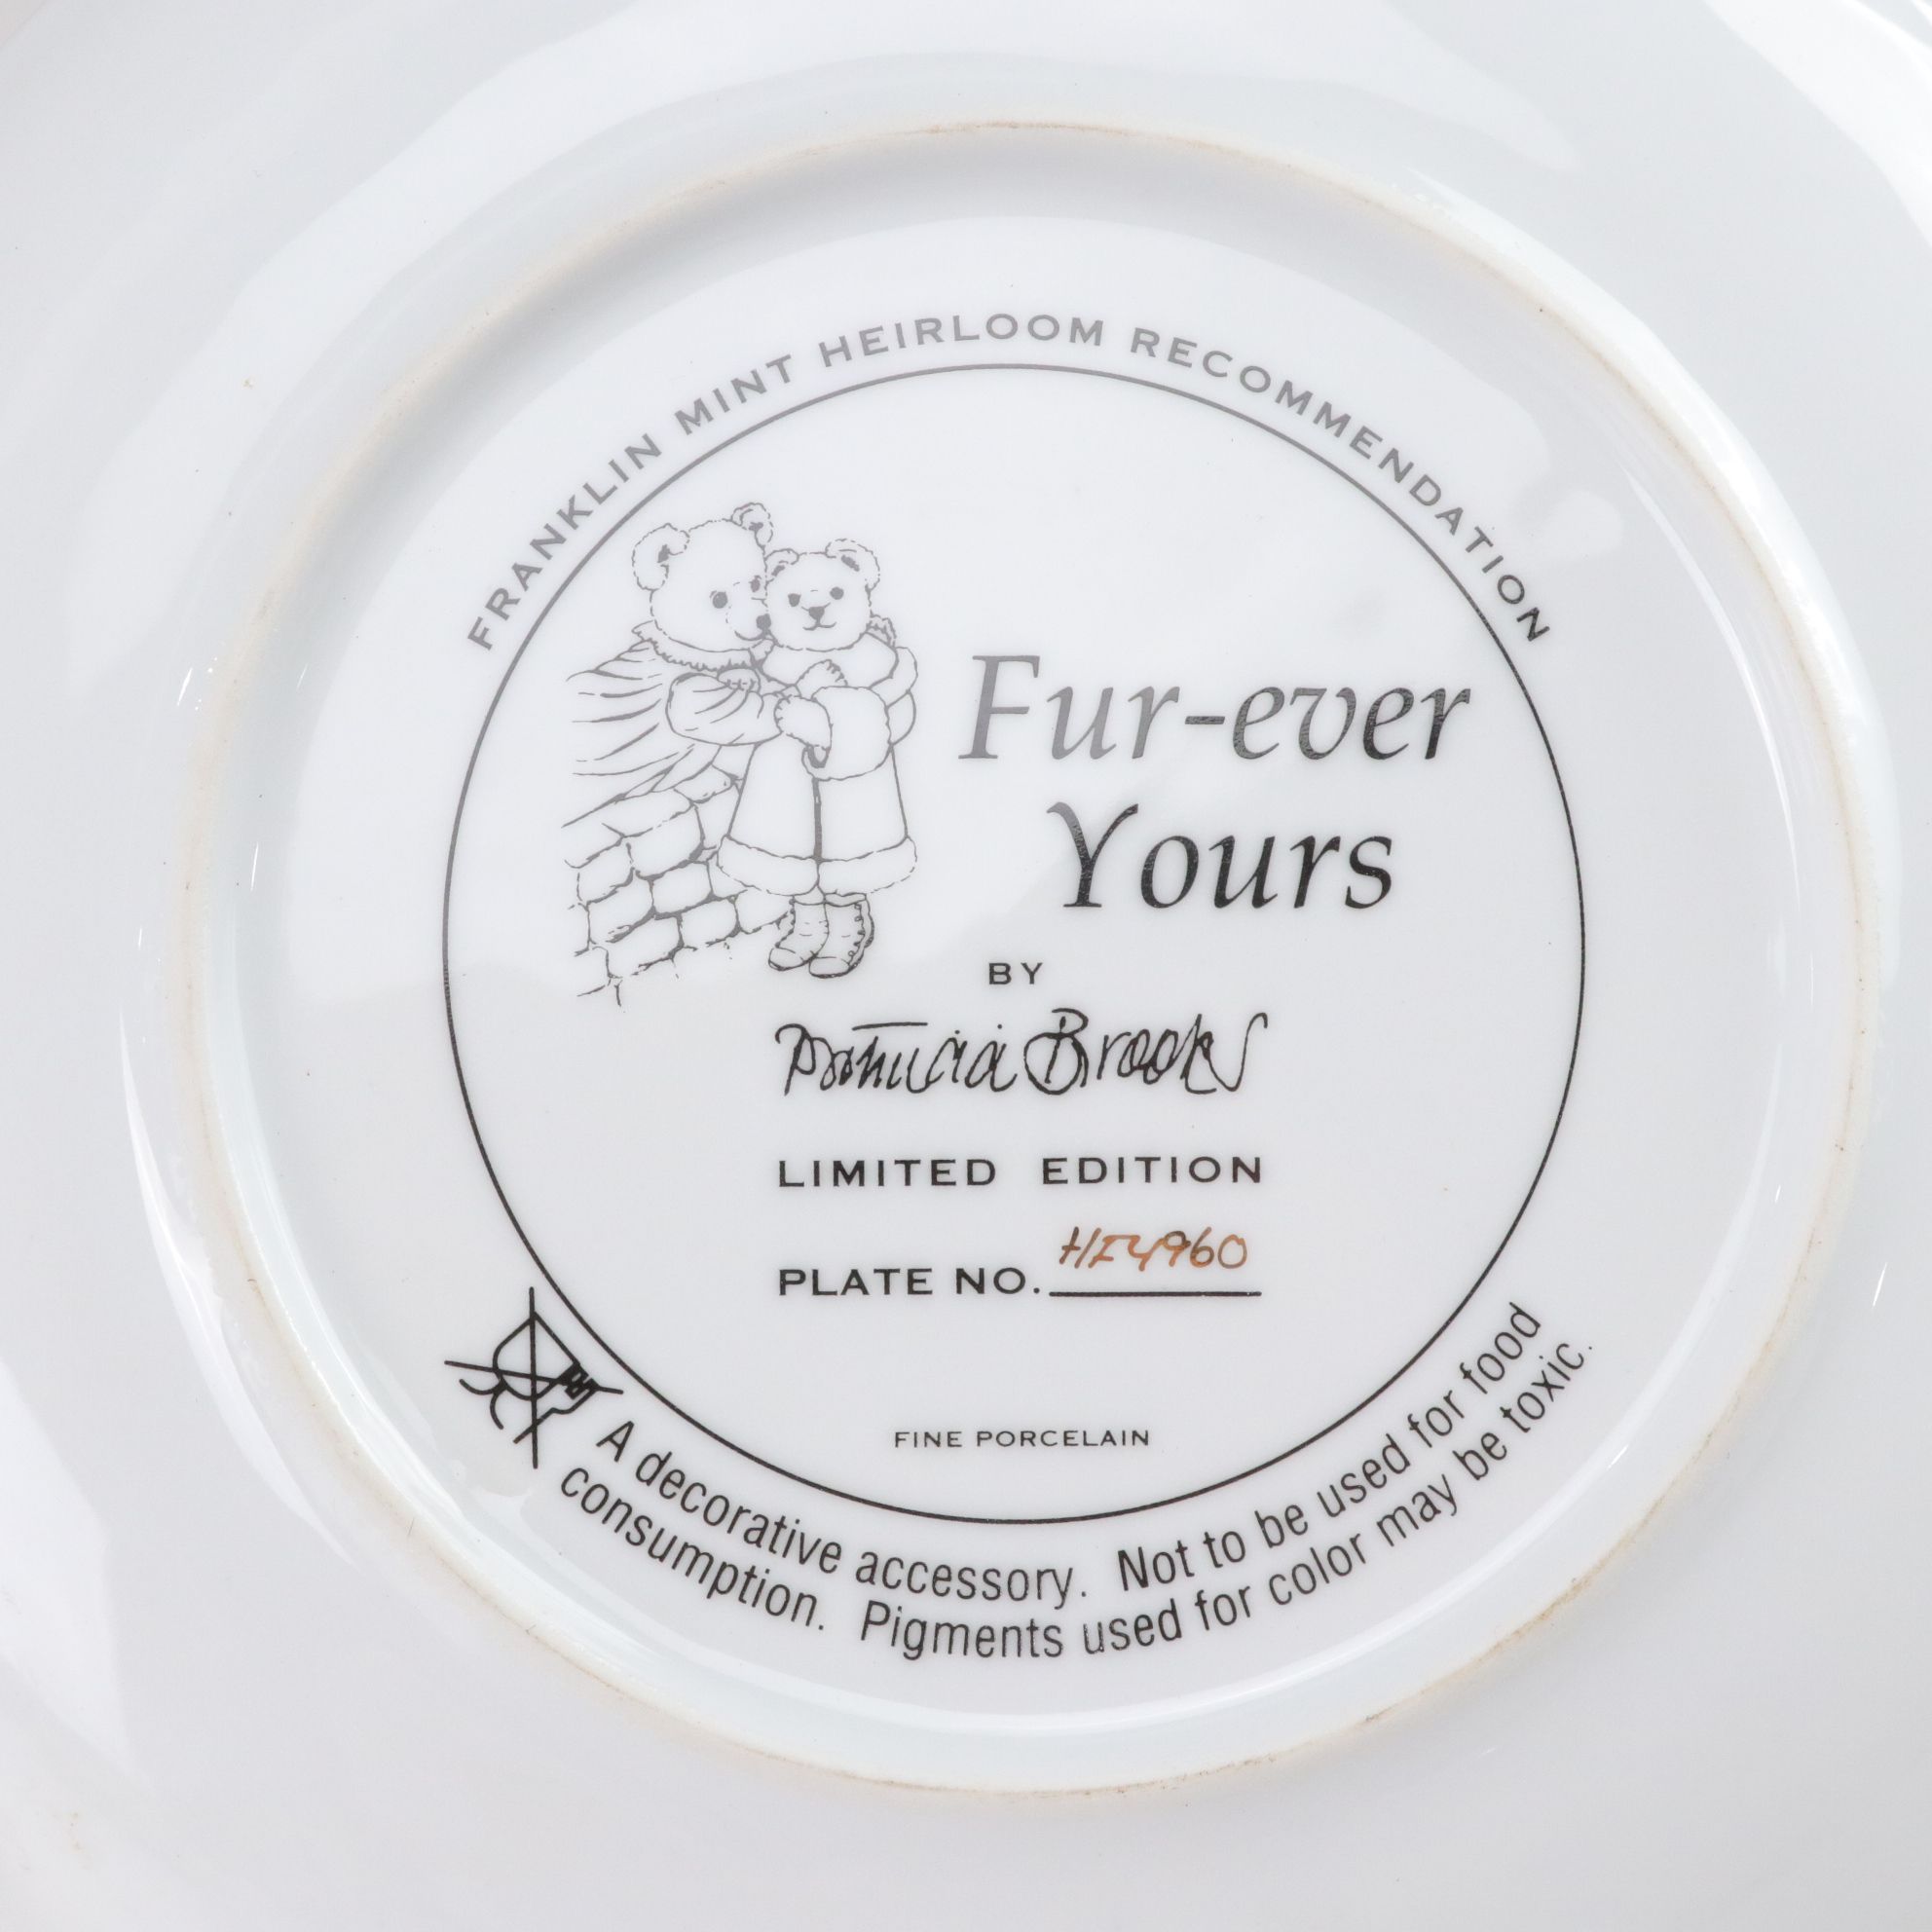 FRANKLIN MINT HEIRLOOM RECOMMENDATION
Fur-ever
Yours
BY
Patricia Brooks
LIMITED EDITION
PLATE NO. HE4960
FINE PORCELAIN
A decorative accessory. Not to be used for food
consumption. Pigments used for color may be toxic.